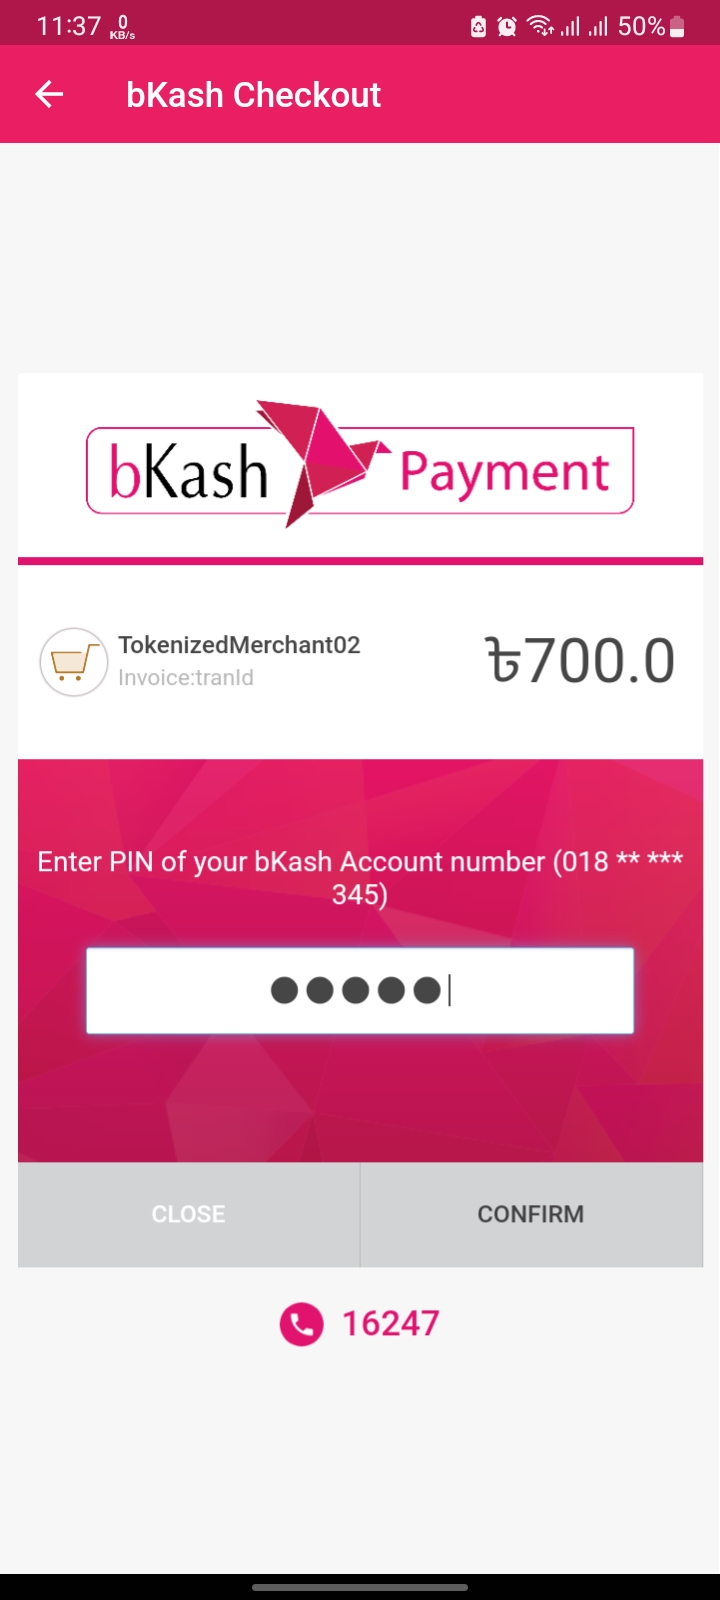 11:37 0 KB/s 50%
bKash Checkout
bKash Payment
TokenizedMerchant02
Invoice:tranId
৳700.0
Enter PIN of your bKash Account number (018 ** ***
345)
●●●●●
CLOSE CONFIRM
16247